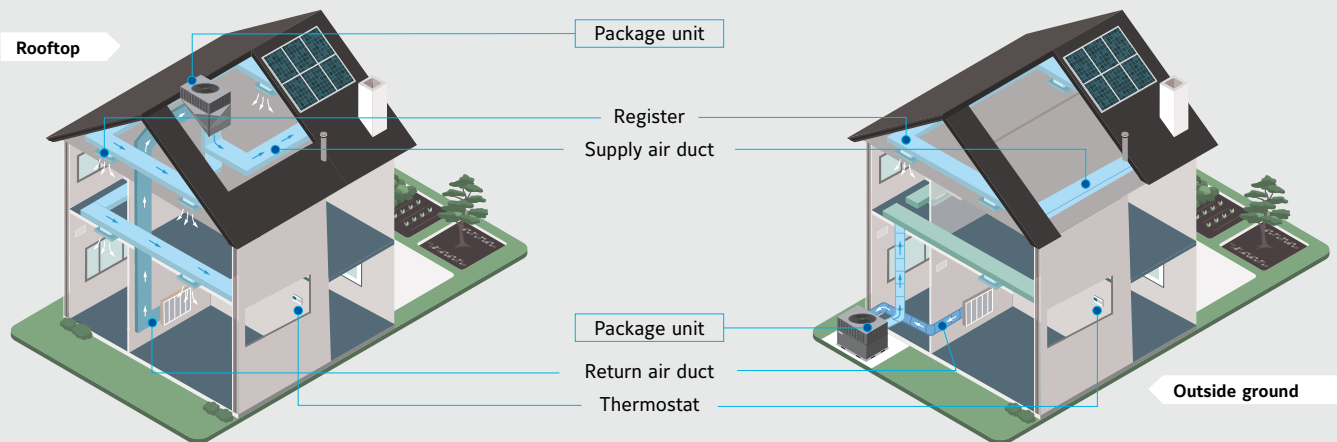 Rooftop
Package unit
Register
Supply air duct
Package unit
Return air duct
Thermostat
Outside ground